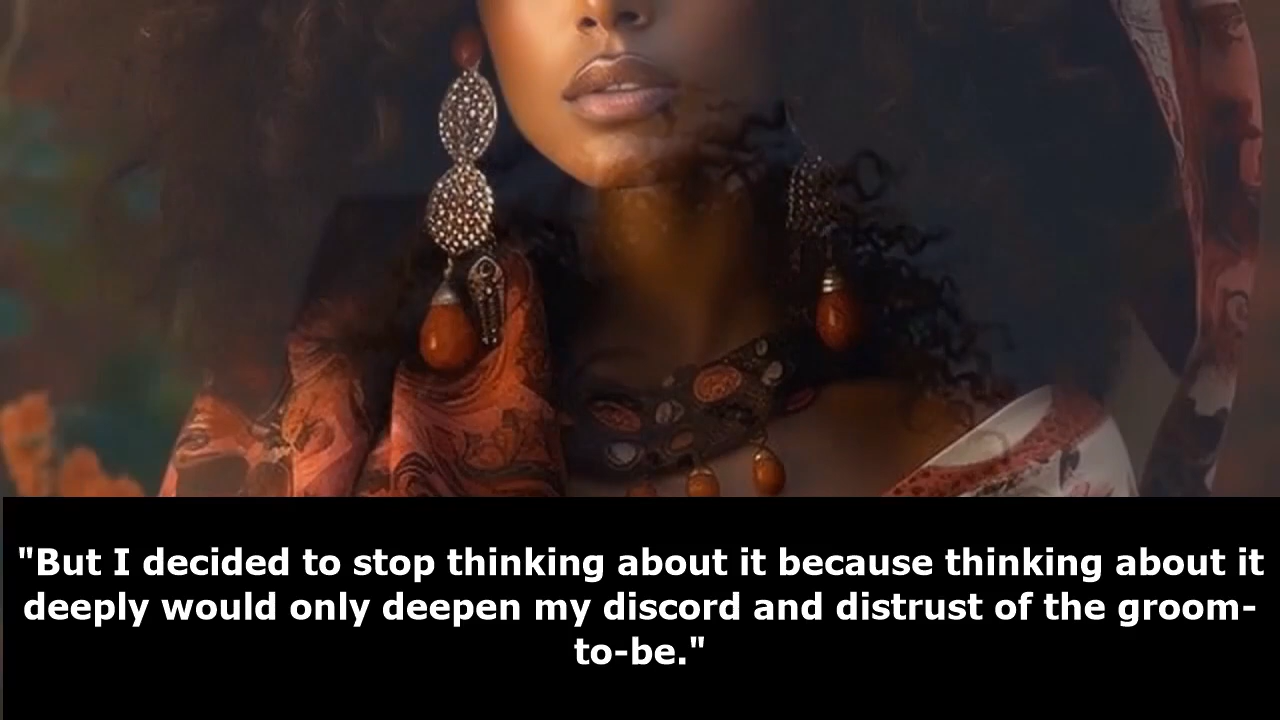 "But I decided to stop thinking about it because thinking about it
deeply would only deepen my discord and distrust of the groom-
to-be."